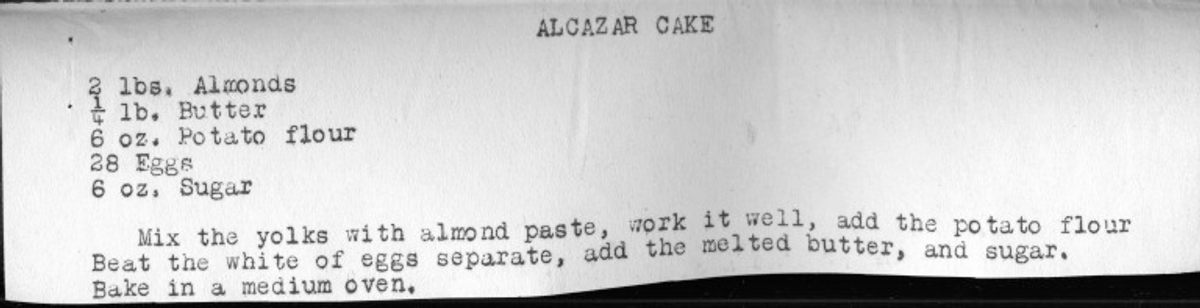 ALCAZAR CAKE
2 lbs. Almonds
¼ lb. Butter
6 oz. Potato flour
28 Eggs
6 oz. Sugar
Mix the yolks with almond paste, work it well, add the potato flour
Beat the white of eggs separate, add the melted butter, and sugar.
Bake in a medium oven.